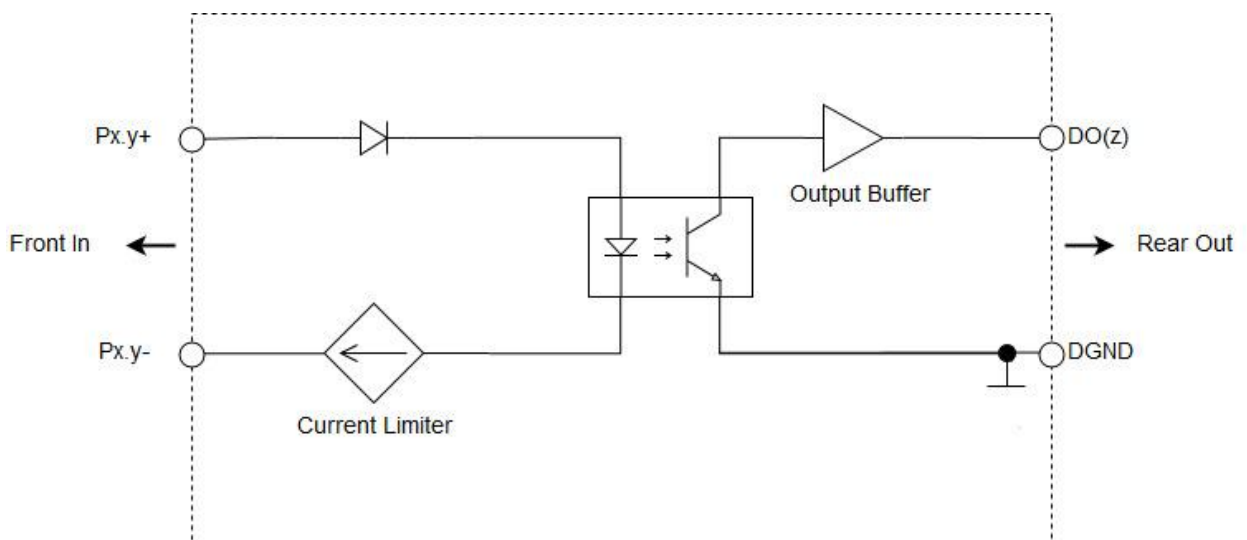 Px.y+
DO(z)
Output Buffer
Front In
Rear Out
Px.y-
DGND
Current Limiter